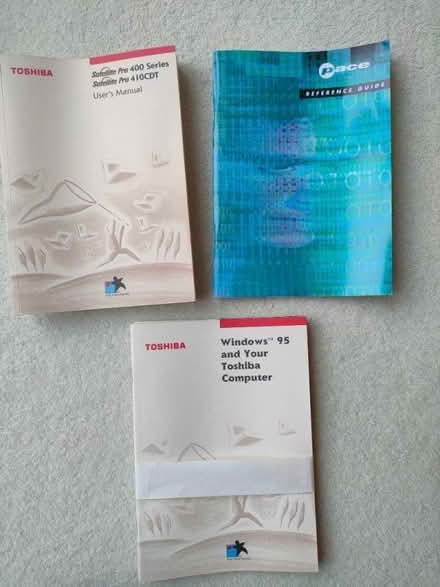 TOSHIBA
Satellite Pro 400 Series
Satellite Pro 410CDT
User's Manual
pace
REFERENCE GUIDE
TOSHIBA
Windows™ 95
and Your
Toshiba
Computer